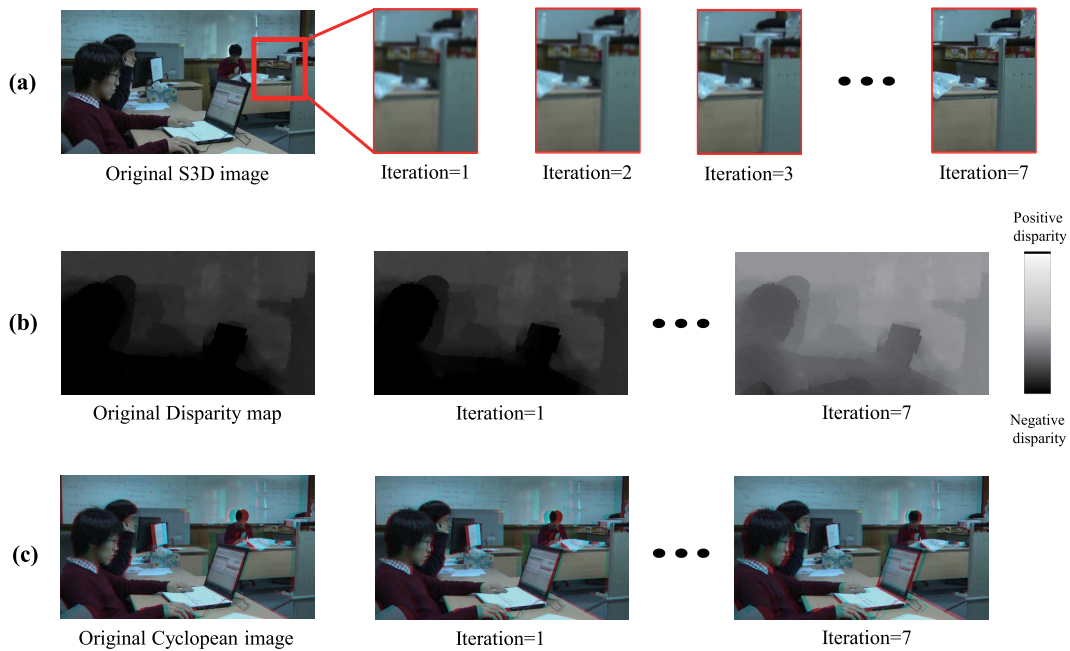 (a)
Original S3D image
Iteration=1
Iteration=2
Iteration=3
Iteration=7
Positive
disparity
(b)
Original Disparity map
Iteration=1
Iteration=7
Negative
disparity
(c)
Original Cyclopean image
Iteration=1
Iteration=7